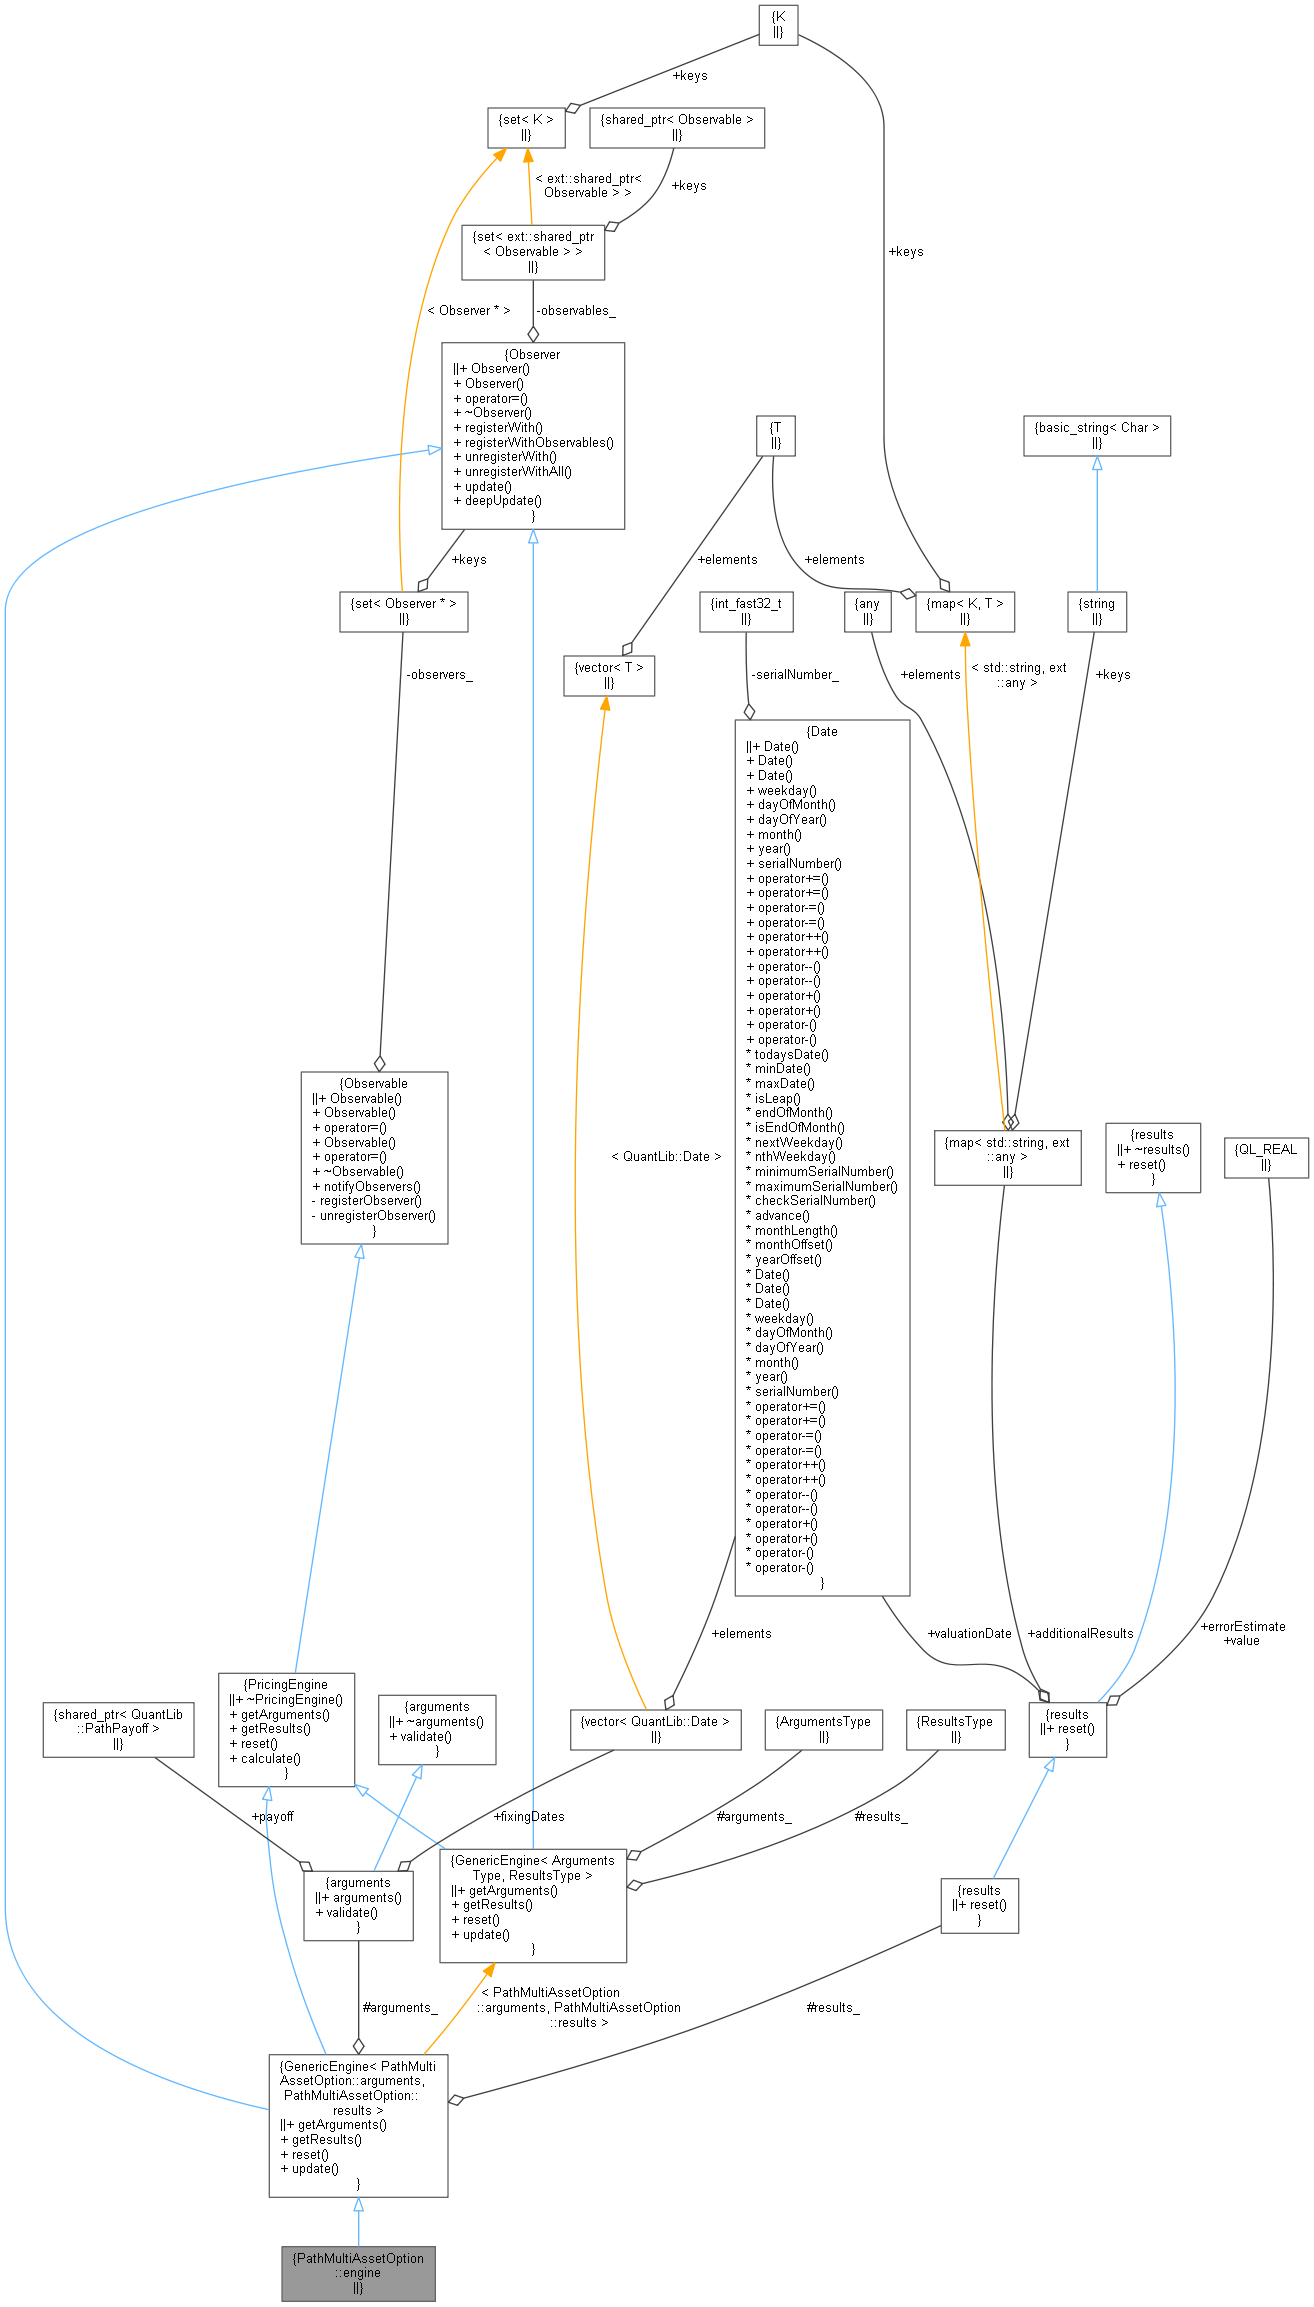 {K
||}
+keys
{set< K >
||}
{shared_ptr< Observable >
||}
< ext::shared_ptr<
Observable > >
+keys
{set< ext::shared_ptr
< Observable > >
||}
+keys
< Observer * >
-observables_
{Observer
||+ Observer()
+ Observer()
+ operator=()
+ ~Observer()
+ registerWith()
+ registerWithObservables()
+ unregisterWith()
+ unregisterWithAll()
+ update()
+ deepUpdate()
}
{T
||}
{basic_string< Char >
||}
+keys
+elements
+elements
{set< Observer * >
||}
{int_fast32_t
||}
{any
||}
{map< K, T >
||}
{string
||}
{vector< T >
||}
-observers_
-serialNumber_
+elements
< std::string, ext
::any >
+keys
{Date
||+ Date()
+ Date()
+ Date()
+ weekday()
+ dayOfMonth()
+ dayOfYear()
+ month()
+ year()
+ serialNumber()
+ operator+=()
+ operator+=()
+ operator-=()
+ operator-=()
+ operator++()
+ operator++()
+ operator--()
+ operator--()
+ operator+()
+ operator+()
+ operator-()
+ operator-()
* todaysDate()
* minDate()
* maxDate()
* isLeap()
* endOfMonth()
* isEndOfMonth()
* nextWeekday()
* nthWeekday()
* minimumSerialNumber()
* maximumSerialNumber()
* checkSerialNumber()
* advance()
* monthLength()
* monthOffset()
* yearOffset()
* Date()
* Date()
* Date()
* weekday()
* dayOfMonth()
* dayOfYear()
* month()
* year()
* serialNumber()
* operator+=()
* operator+=()
* operator-=()
* operator-=()
* operator++()
* operator++()
* operator--()
* operator--()
* operator+()
* operator+()
* operator-()
* operator-()
}
{Observable
||+ Observable()
+ Observable()
+ operator=()
+ Observable()
+ operator=()
+ ~Observable()
+ notifyObservers()
- registerObserver()
- unregisterObserver()
}
< QuantLib::Date >
{map< std::string, ext
::any >
||}
{results
||+ ~results()
+ reset()
}
{QL_REAL
||}
+elements
+valuationDate
+additionalResults
+errorEstimate
+value
{shared_ptr< QuantLib
::PathPayoff >
||}
{PricingEngine
||+ ~PricingEngine()
+ getArguments()
+ getResults()
+ reset()
+ calculate()
}
{arguments
||+ ~arguments()
+ validate()
}
{vector< QuantLib::Date >
||}
{ArgumentsType
||}
{ResultsType
||}
{results
||+ reset()
}
+payoff
+fixingDates
#arguments_
#results_
{arguments
||+ arguments()
+ validate()
}
{GenericEngine< Arguments
Type, ResultsType >
||+ getArguments()
+ getResults()
+ reset()
+ update()
}
{results
||+ reset()
}
#arguments_
< PathMultiAssetOption
::arguments, PathMultiAssetOption
::results >
#results_
{GenericEngine< PathMulti
AssetOption::arguments,
PathMultiAssetOption::
results >
||+ getArguments()
+ getResults()
+ reset()
+ update()
}
{PathMultiAssetOption
::engine
||}